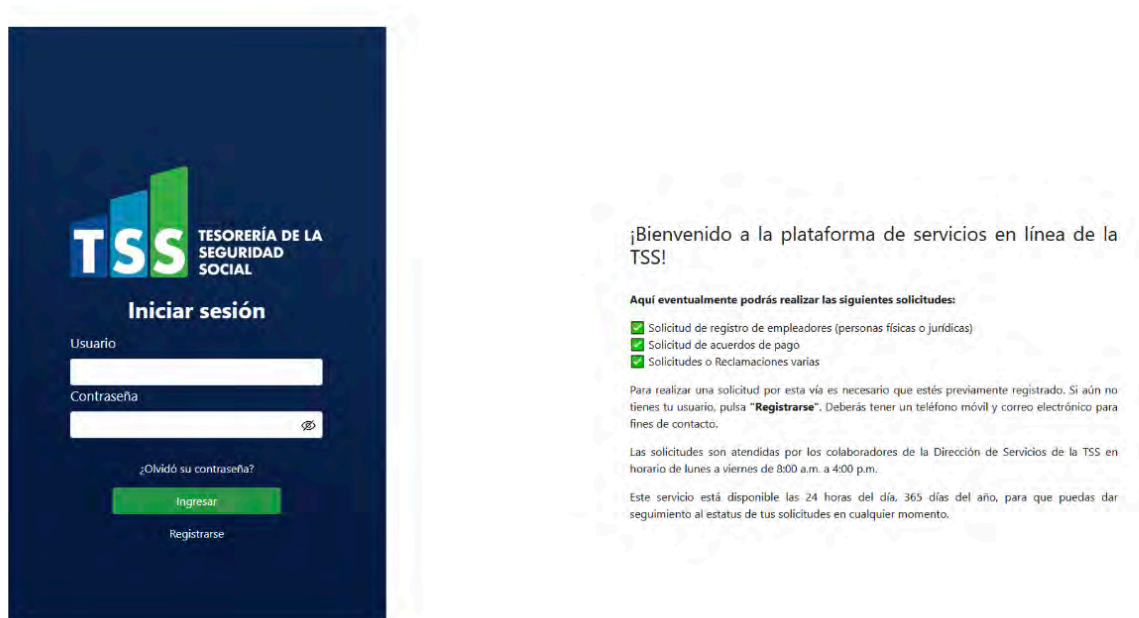 TSS
TESORERÍA DE LA
SEGURIDAD
SOCIAL
Iniciar sesión
Usuario
Contraseña
¿Olvidó su contraseña?
Ingresar
Registrarse
¡Bienvenido a la plataforma de servicios en línea de la
TSS!
Aquí eventualmente podrás realizar las siguientes solicitudes:
Solicitud de registro de empleadores (personas físicas o jurídicas)
Solicitud de acuerdos de pago
Solicitudes o Reclamaciones varias
Para realizar una solicitud por esta vía es necesario que estés previamente registrado. Si aún no
tienes tu usuario, pulsa "Registrarse". Deberás tener un teléfono móvil y correo electrónico para
fines de contacto.
Las solicitudes son atendidas por los colaboradores de la Dirección de Servicios de la TSS en
horario de lunes a viernes de 8:00 a.m. a 4:00 p.m.
Este servicio está disponible las 24 horas del día, 365 días del año, para que puedas dar
seguimiento al estatus de tus solicitudes en cualquier momento.